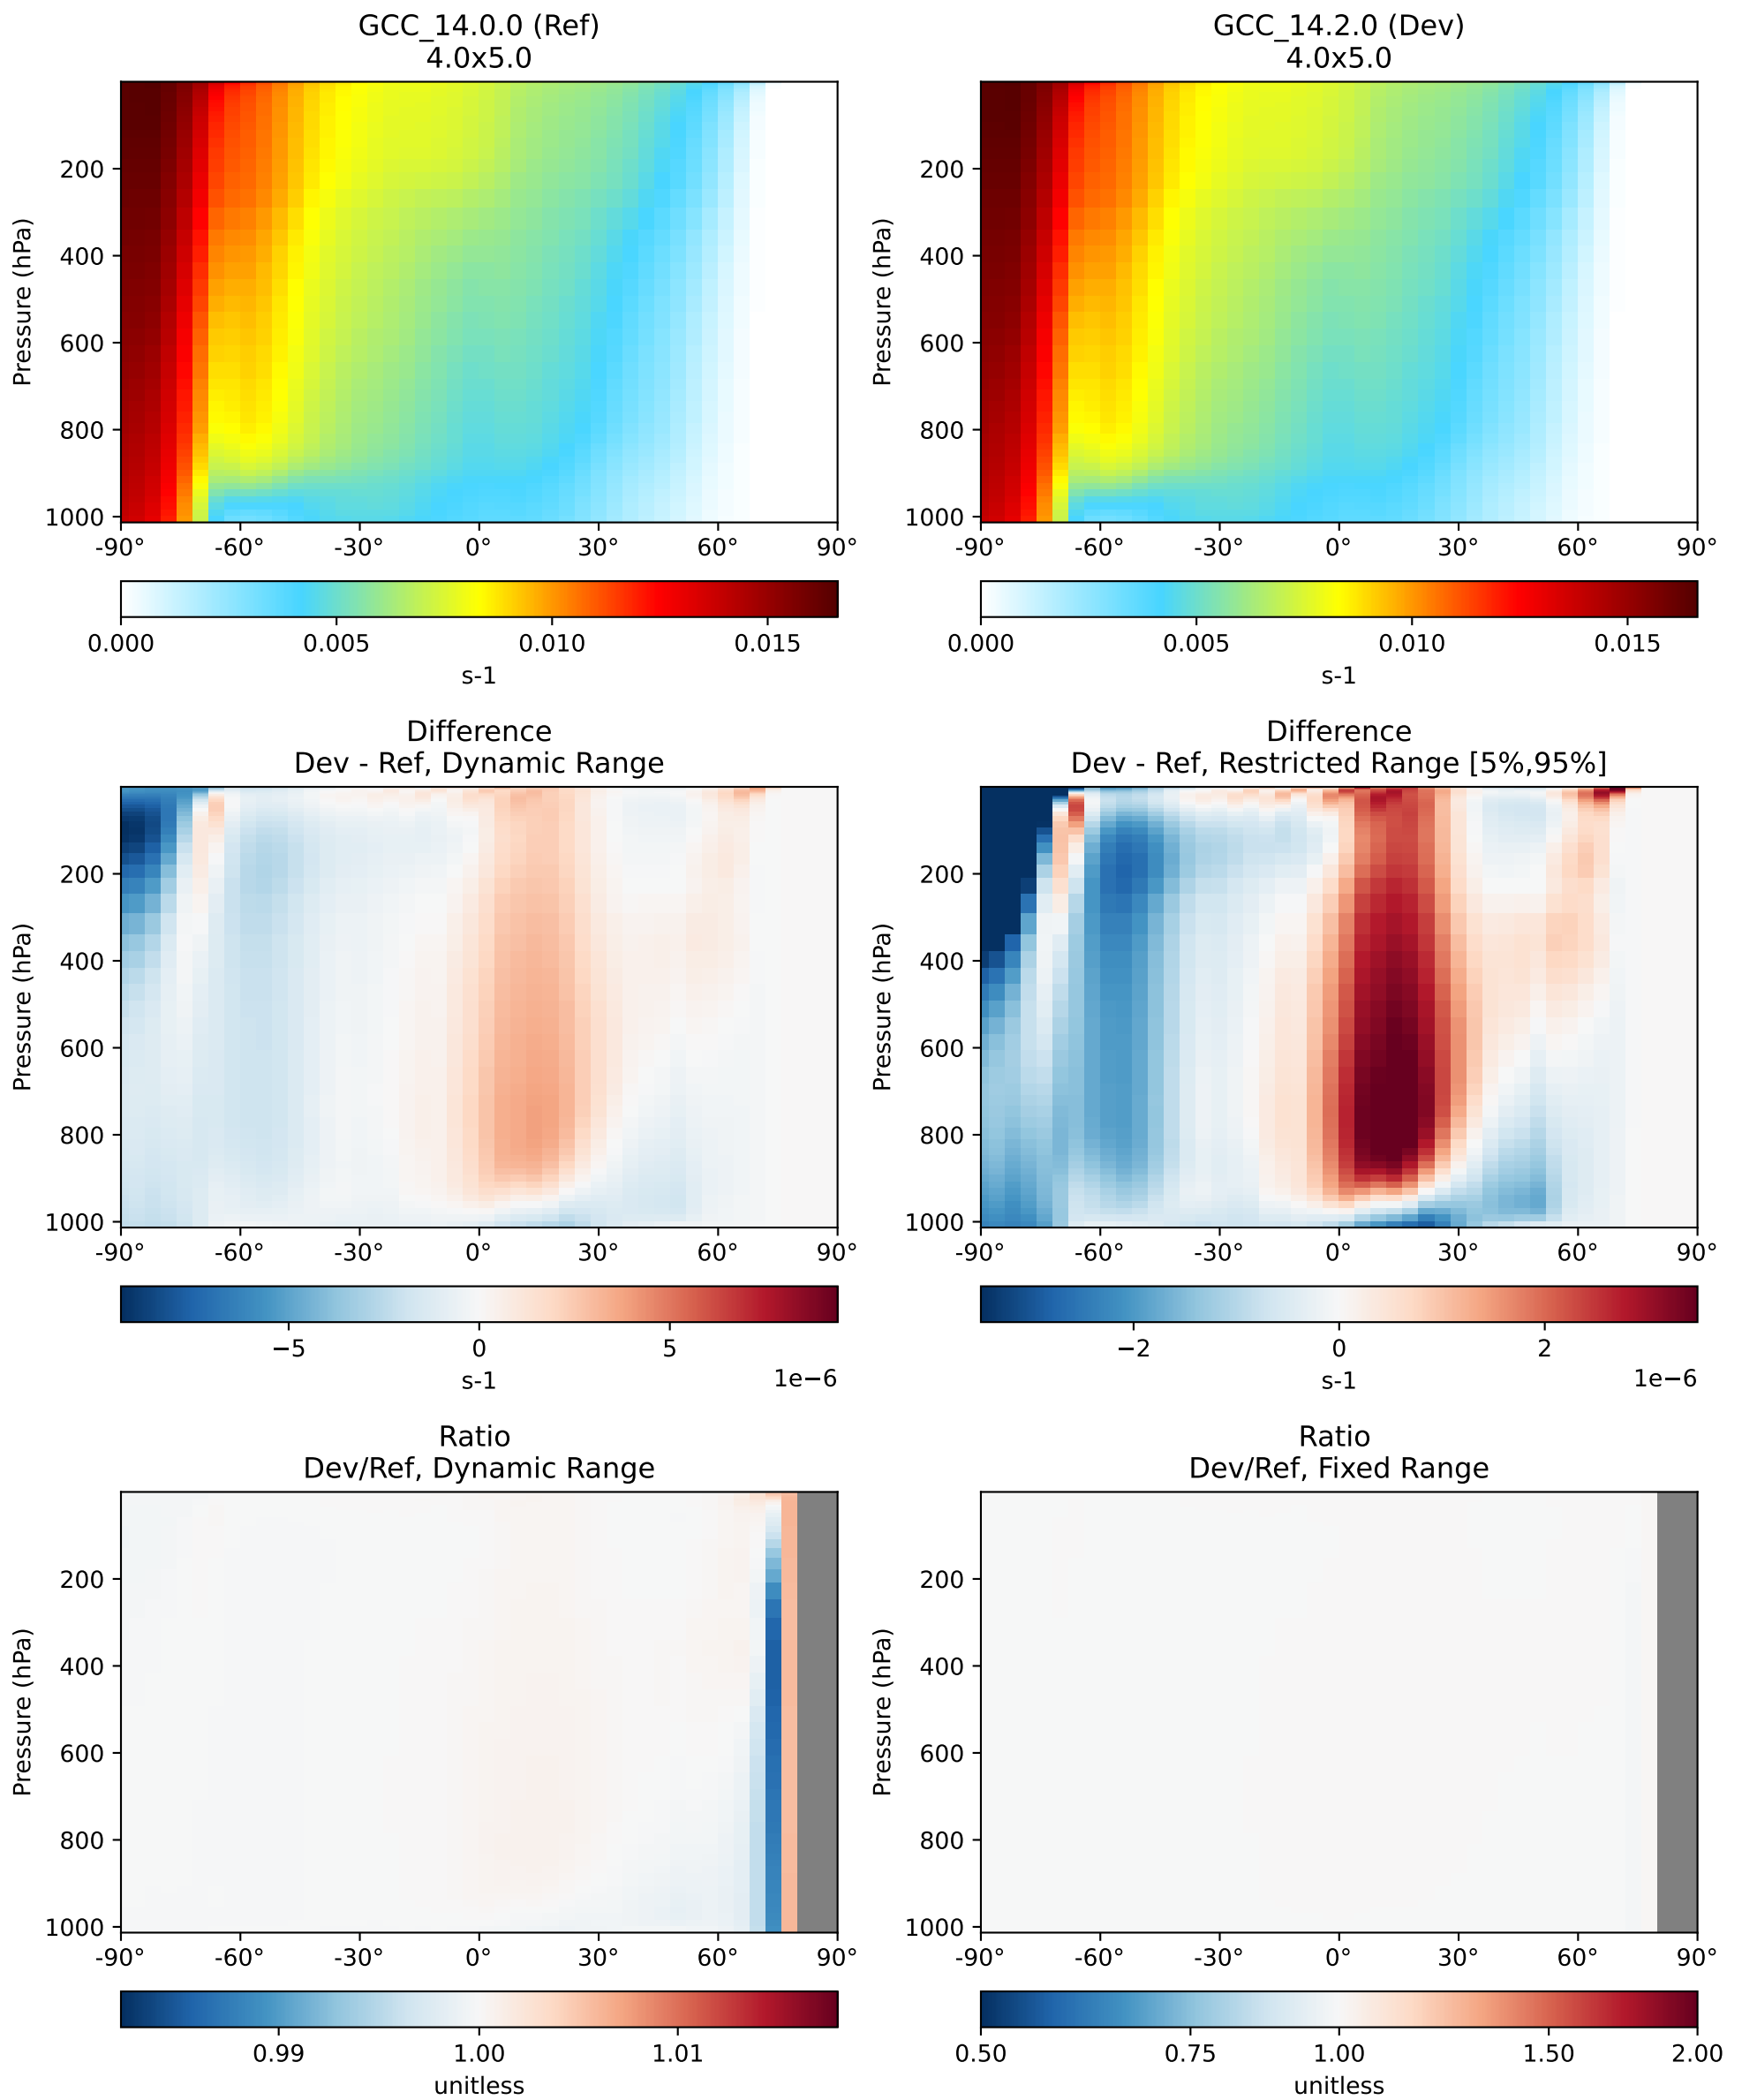 GCC_14.0.0 (Ref)
4.0x5.0
Pressure (hPa)
200
400
600
800
1000
-90° -60° -30° 0° 30° 60° 90°
0.000 0.005 0.010 0.015
s-1
GCC_14.2.0 (Dev)
4.0x5.0
Pressure (hPa)
200
400
600
800
1000
-90° -60° -30° 0° 30° 60° 90°
0.000 0.005 0.010 0.015
s-1
Difference
Dev - Ref, Dynamic Range
Pressure (hPa)
200
400
600
800
1000
-90° -60° -30° 0° 30° 60° 90°
−5 0 5
s-1 1e−6
Difference
Dev - Ref, Restricted Range [5%,95%]
Pressure (hPa)
200
400
600
800
1000
-90° -60° -30° 0° 30° 60° 90°
−2 0 2
s-1 1e−6
Ratio
Dev/Ref, Dynamic Range
Pressure (hPa)
200
400
600
800
1000
-90° -60° -30° 0° 30° 60° 90°
0.99 1.00 1.01
unitless
Ratio
Dev/Ref, Fixed Range
Pressure (hPa)
200
400
600
800
1000
-90° -60° -30° 0° 30° 60° 90°
0.50 0.75 1.00 1.50 2.00
unitless